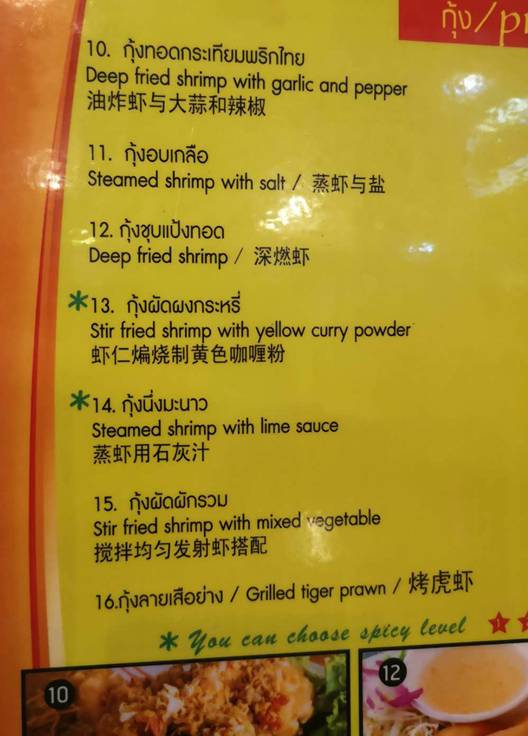 กุ้ง/p
10. กุ้งทอดกระเทียมพริกไทย
Deep fried shrimp with garlic and pepper
油炸虾与大蒜和辣椒
11. กุ้งอบเกลือ
Steamed shrimp with salt / 蒸虾与盐
12. กุ้งชุบแป้งทอด
Deep fried shrimp / 深燃虾
*13. กุ้งผัดผงกระหรี่
Stir fried shrimp with yellow curry powder
虾仁煸烧制黄色咖喱粉
*14. กุ้งนึ่งมะนาว
Steamed shrimp with lime sauce
蒸虾用石灰汁
15. กุ้งผัดผักรวม
Stir fried shrimp with mixed vegetable
搅拌均匀发射虾搭配
16.กุ้งลายเสือย่าง / Grilled tiger prawn / 烤虎虾
* You can choose spicy level
10
12